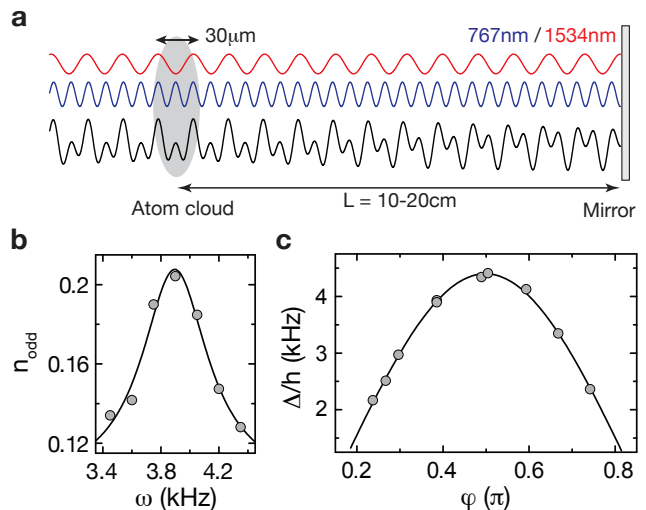 a
30μm
767nm / 1534nm
L = 10-20cm
Atom cloud
Mirror
b
n_odd
0.2
0.16
0.12
3.4
3.8
4.2
ω (kHz)
c
Δ/h (kHz)
4
3
2
0.2
0.4
0.6
0.8
φ (π)